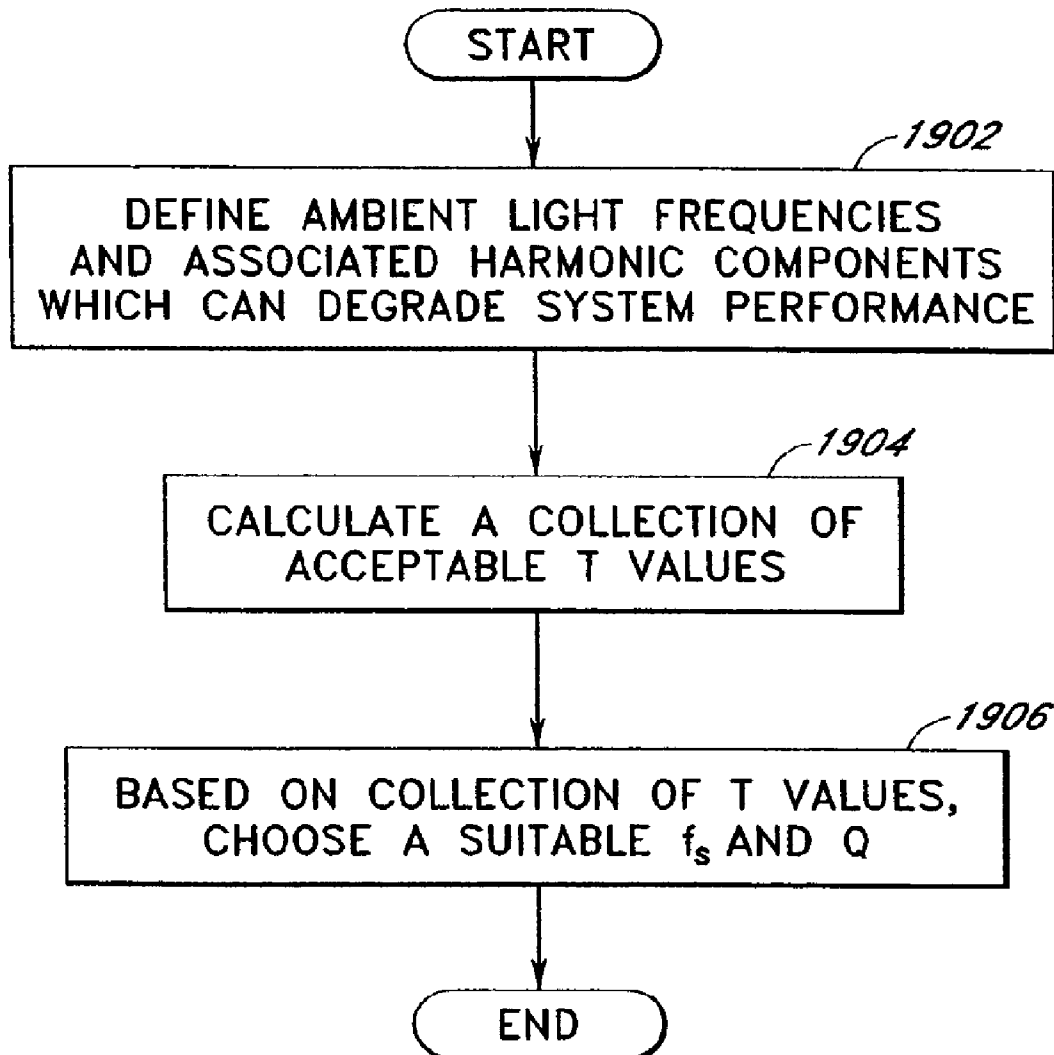 START
1902
DEFINE AMBIENT LIGHT FREQUENCIES
AND ASSOCIATED HARMONIC COMPONENTS
WHICH CAN DEGRADE SYSTEM PERFORMANCE
1904
CALCULATE A COLLECTION OF
ACCEPTABLE T VALUES
1906
BASED ON COLLECTION OF T VALUES,
CHOOSE A SUITABLE fs AND Q
END